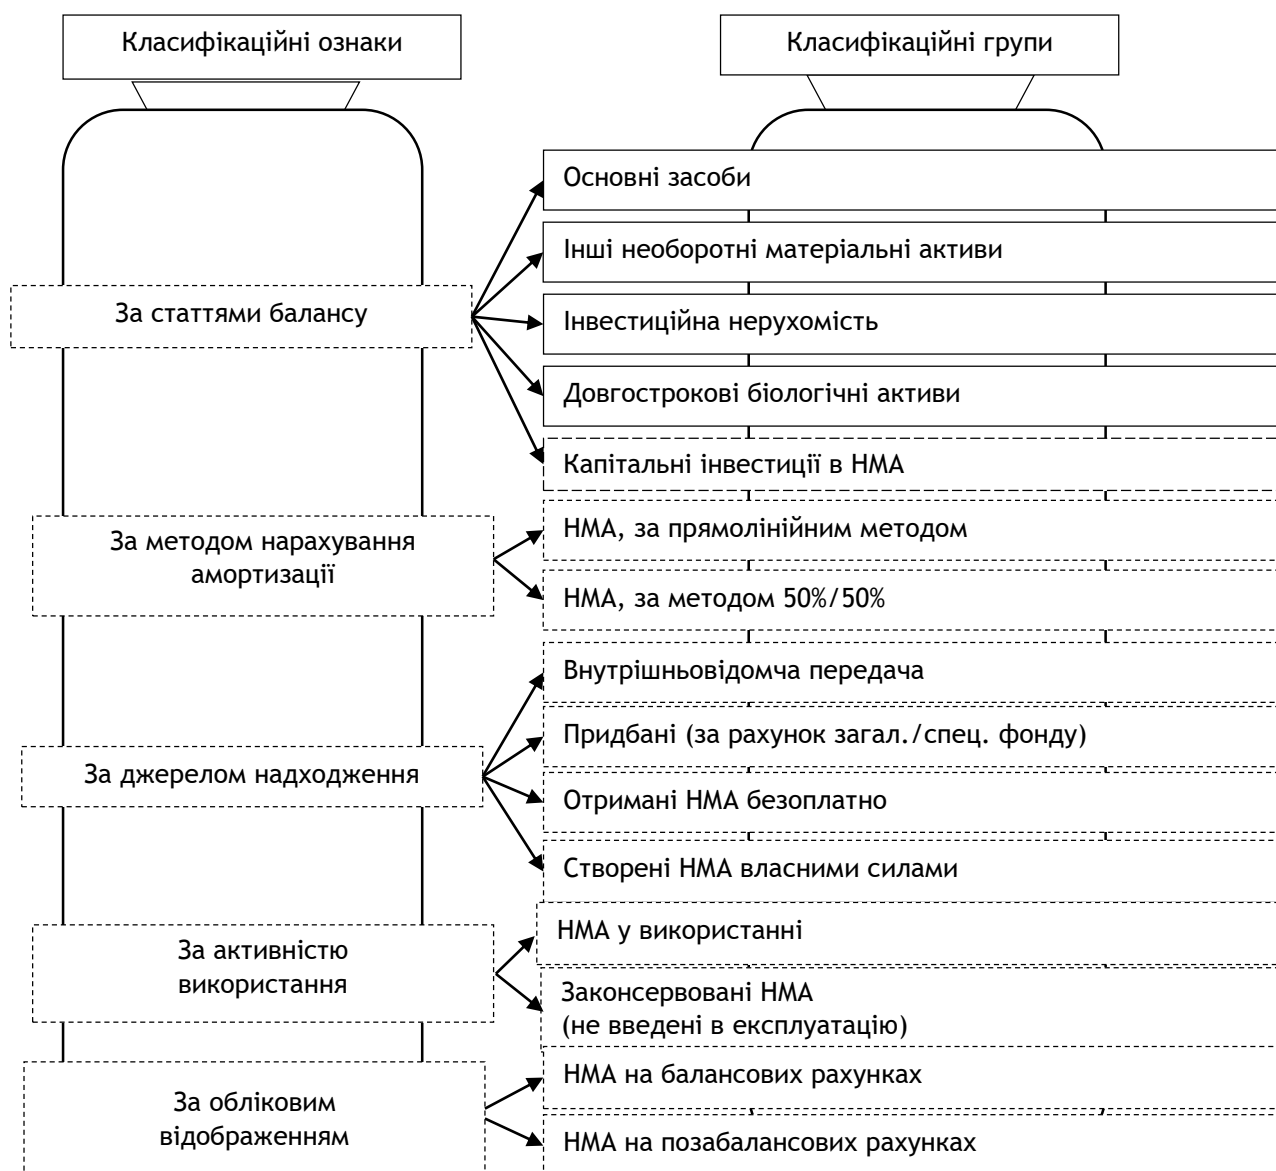 Класифікаційні ознаки
Класифікаційні групи
За статтями балансу
Основні засоби
Інші необоротні матеріальні активи
Інвестиційна нерухомість
Довгострокові біологічні активи
Капітальні інвестиції в НМА
За методом нарахування
амортизації
НМА, за прямолінійним методом
НМА, за методом 50%/50%
За джерелом надходження
Внутрішньовідомча передача
Придбані (за рахунок загал./спец. фонду)
Отримані НМА безоплатно
Створені НМА власними силами
За активністю
використання
НМА у використанні
Законсервовані НМА
(не введені в експлуатацію)
За обліковим
відображенням
НМА на балансових рахунках
НМА на позабалансових рахунках